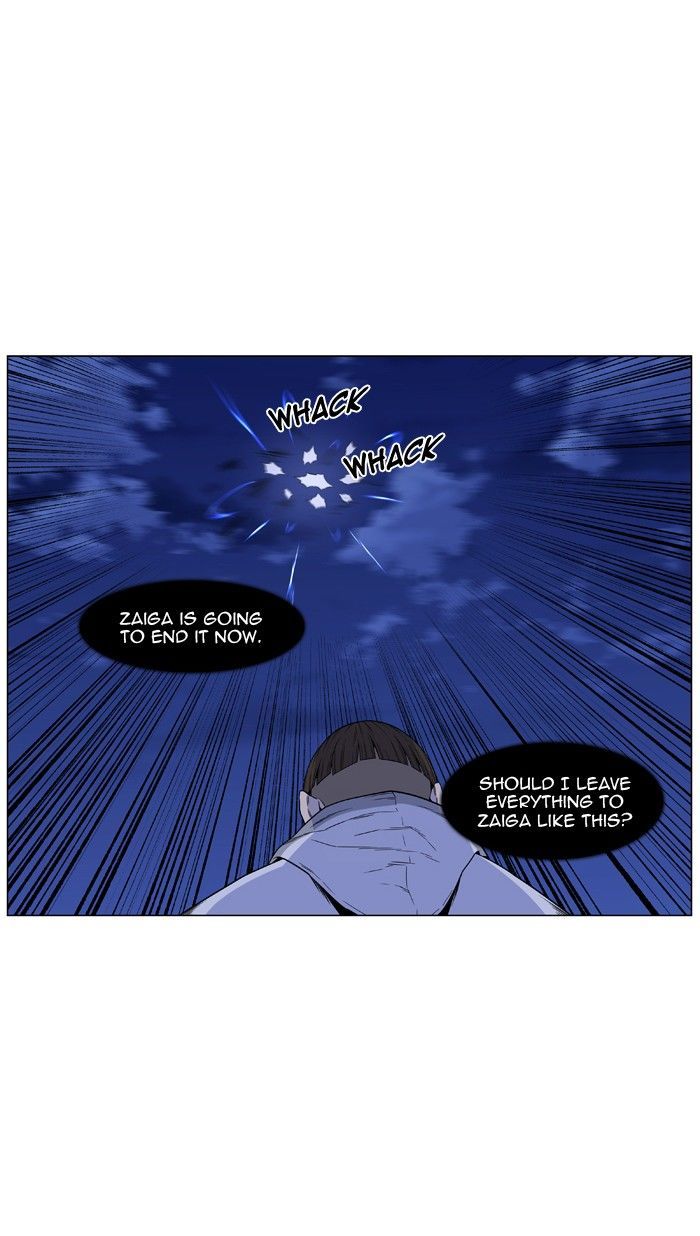 WHACK
WHACK
ZAIGA IS GOING
TO END IT NOW.
SHOULD I LEAVE
EVERYTHING TO
ZAIGA LIKE THIS?